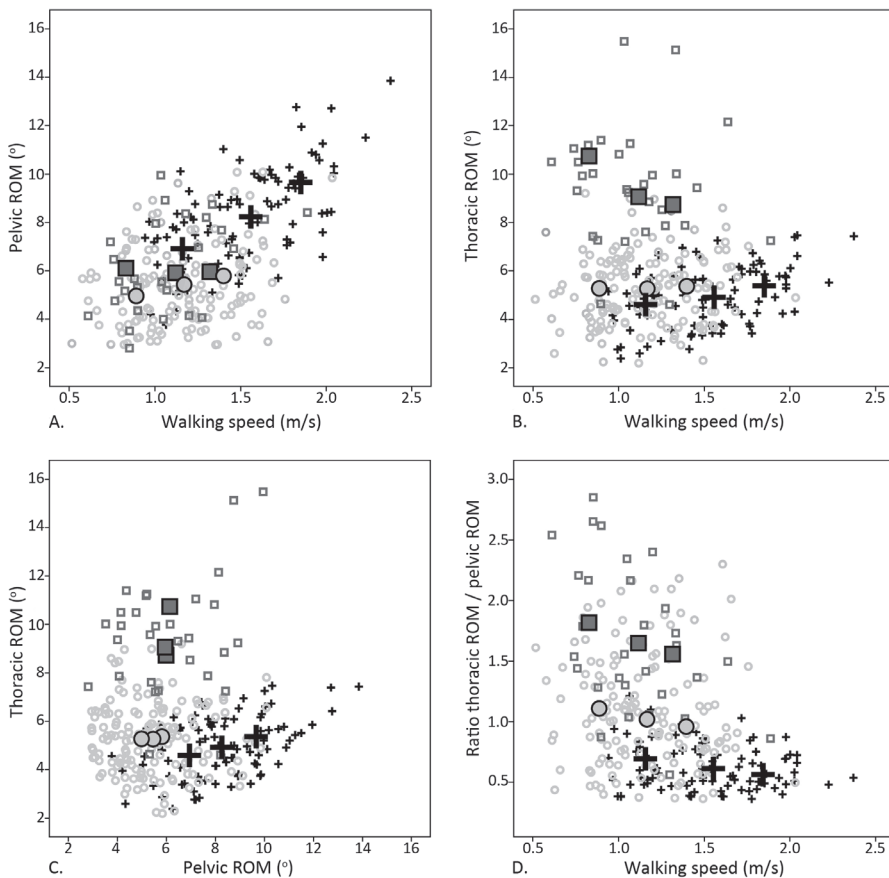 16
14
12
10
8
6
4
2
Pelvic ROM (°)
0.5 1.0 1.5 2.0 2.5
A. Walking speed (m/s)
16
14
12
10
8
6
4
2
Thoracic ROM (°)
0.5 1.0 1.5 2.0 2.5
B. Walking speed (m/s)
16
14
12
10
8
6
4
2
Thoracic ROM (°)
2 4 6 8 10 12 14 16
C. Pelvic ROM (°)
3.0
2.5
2.0
1.5
1.0
0.5
Ratio thoracic ROM / pelvic ROM
0.5 1.0 1.5 2.0 2.5
D. Walking speed (m/s)